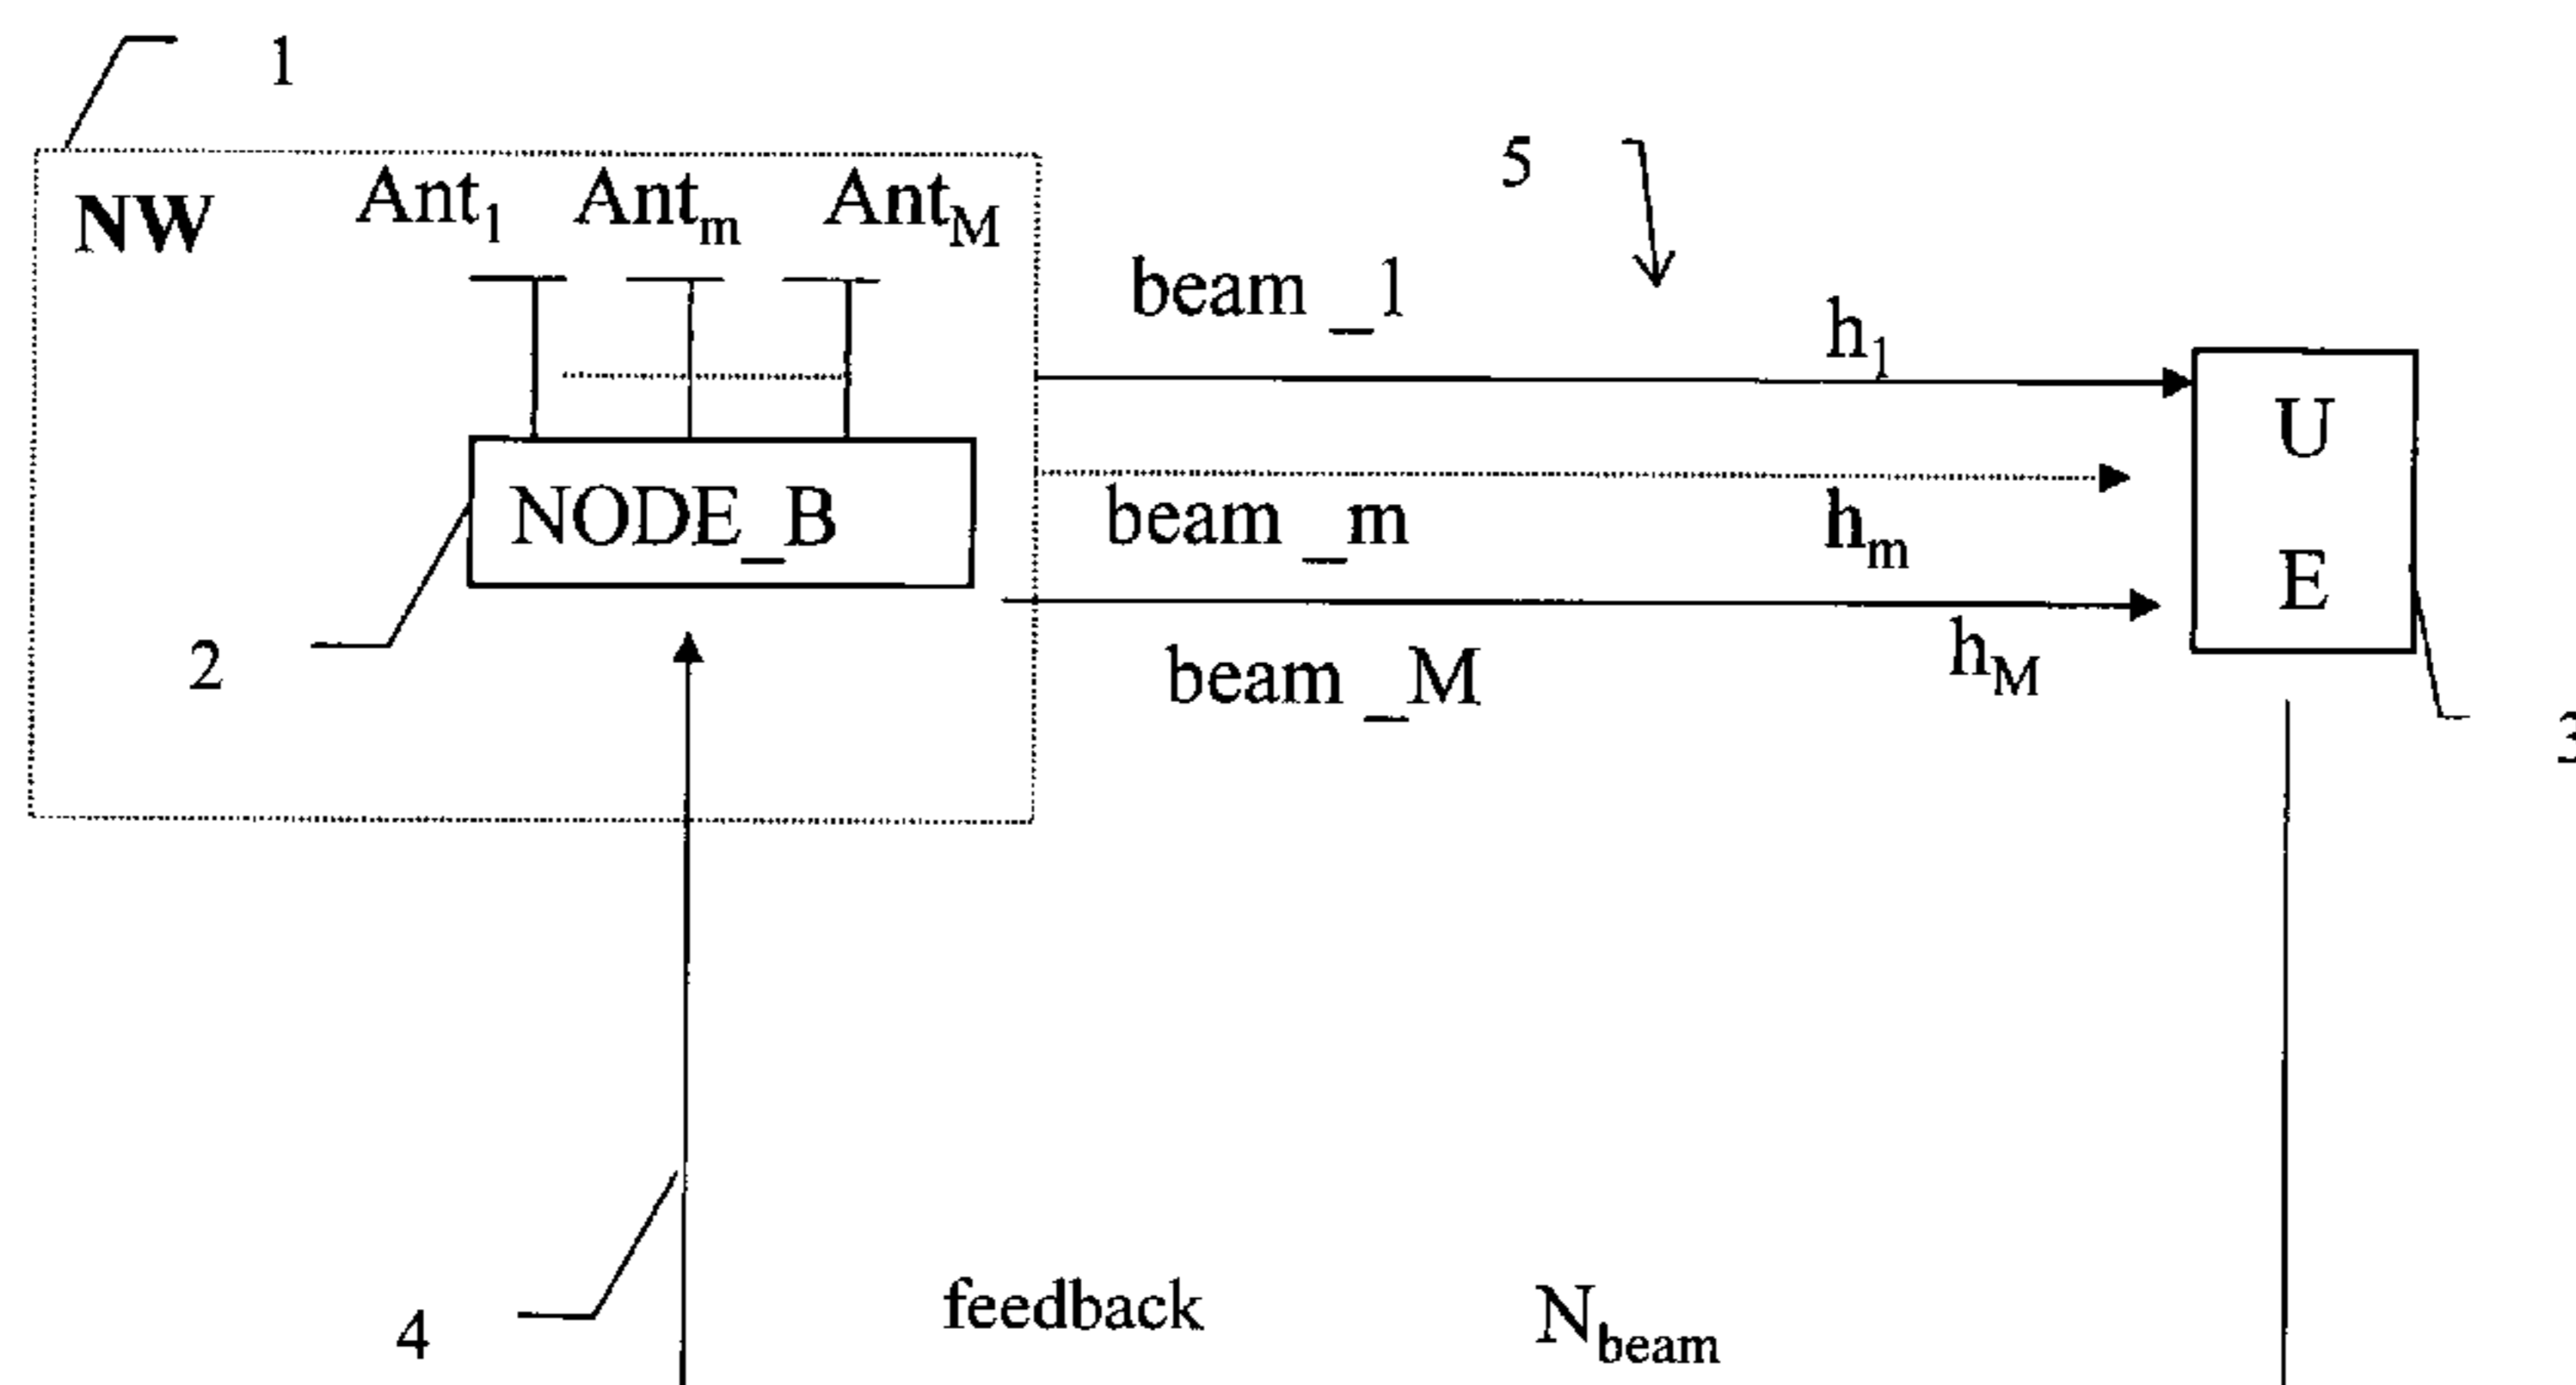 1
NW
Ant1 Antm AntM
5
beam _1
h1
U
E
NODE_B
beam _m
hm
2
beam _M
hM
3
4
feedback
Nbeam